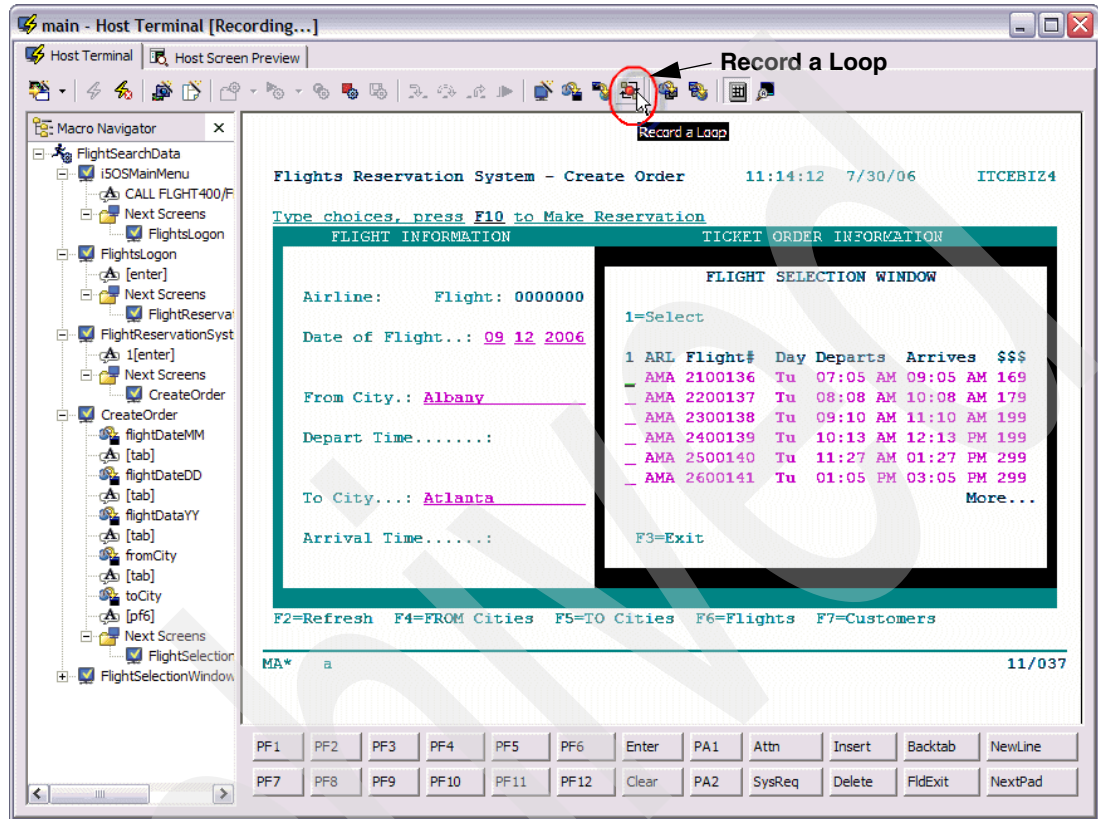 main - Host Terminal [Recording...]
Host Terminal
Host Screen Preview
Record a Loop
Macro Navigator
Record a Loop
FlightSearchData
i5OSMainMenu
CALL FLGHT400/F
Next Screens
FlightsLogon
FlightsLogon
[enter]
Next Screens
FlightReserva
FlightReservationSyst
1[enter]
Next Screens
CreateOrder
CreateOrder
flightDateMM
[tab]
flightDateDD
[tab]
flightDataYY
[tab]
fromCity
[tab]
toCity
[pf6]
Next Screens
FlightSelection
FlightSelectionWindow
Flights Reservation System - Create Order 11:14:12 7/30/06 ITCEBIZ4
Type choices, press F10 to Make Reservation
FLIGHT INFORMATION TICKET ORDER INFORMATION
Airline: Flight: 0000000
Date of Flight..: 09 12 2006
From City.: Albany
Depart Time.......:
To City...: Atlanta
Arrival Time......:
FLIGHT SELECTION WINDOW
1=Select
1 ARL Flight# Day Departs Arrives $$$
_ AMA 2100136 Tu 07:05 AM 09:05 AM 169
_ AMA 2200137 Tu 08:08 AM 10:08 AM 179
_ AMA 2300138 Tu 09:10 AM 11:10 AM 199
_ AMA 2400139 Tu 10:13 AM 12:13 PM 199
_ AMA 2500140 Tu 11:27 AM 01:27 PM 299
_ AMA 2600141 Tu 01:05 PM 03:05 PM 299
More...
F3=Exit
F2=Refresh F4=FROM Cities F5=TO Cities F6=Flights F7=Customers
MA* a 11/037
PF1 PF2 PF3 PF4 PF5 PF6 Enter PA1 Attn Insert Backtab NewLine
PF7 PF8 PF9 PF10 PF11 PF12 Clear PA2 SysReq Delete FldExit NextPad